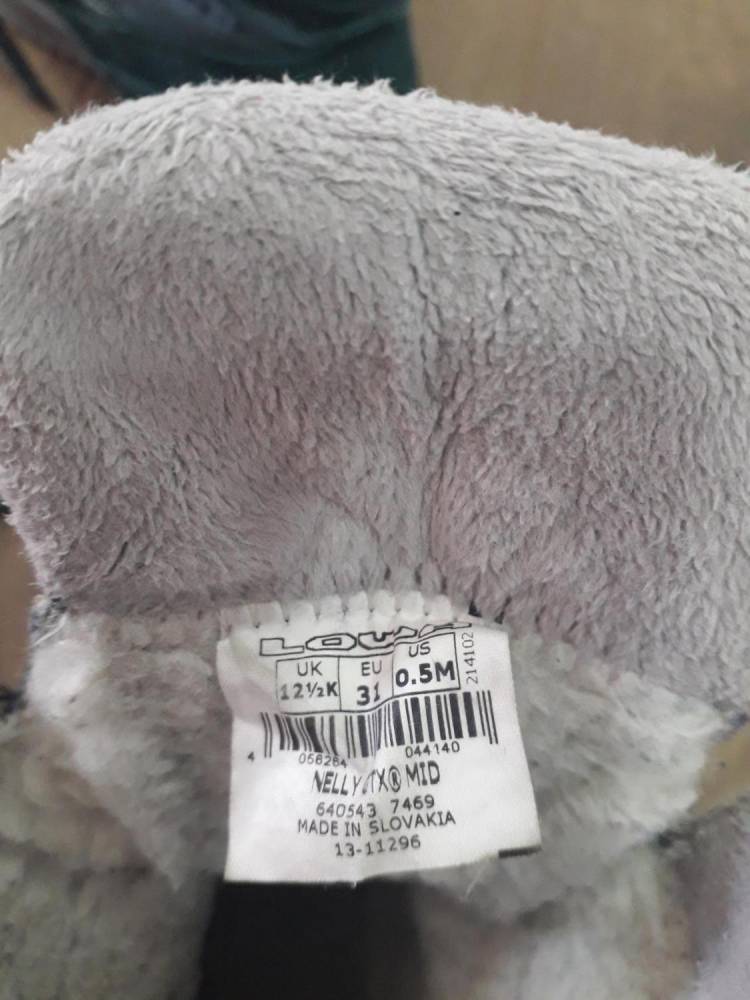 LOWA
UK EU US
12½K 31 0.5M
214102
4 056284 044140
NELLY GTX® MID
640543 7469
MADE IN SLOVAKIA
13-11296